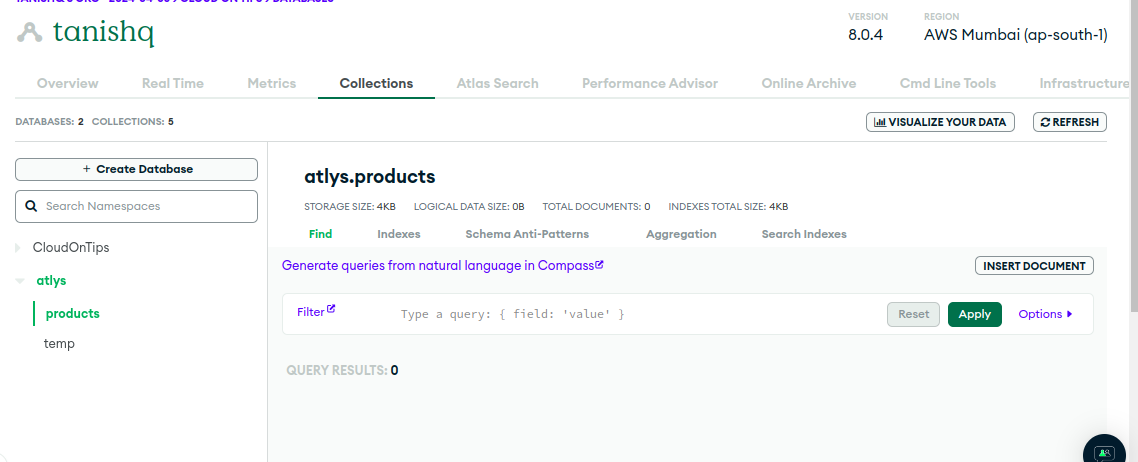 tanishq
VERSION
8.0.4
REGION
AWS Mumbai (ap-south-1)
Overview
Real Time
Metrics
Collections
Atlas Search
Performance Advisor
Online Archive
Cmd Line Tools
Infrastructure
DATABASES: 2 COLLECTIONS: 5
VISUALIZE YOUR DATA
REFRESH
+ Create Database
Search Namespaces
CloudOnTips
atlys
products
temp
atlys.products
STORAGE SIZE: 4KB LOGICAL DATA SIZE: 0B TOTAL DOCUMENTS: 0 INDEXES TOTAL SIZE: 4KB
Find
Indexes
Schema Anti-Patterns
Aggregation
Search Indexes
Generate queries from natural language in Compass
INSERT DOCUMENT
Filter
Type a query: { field: 'value' }
Reset
Apply
Options
QUERY RESULTS: 0